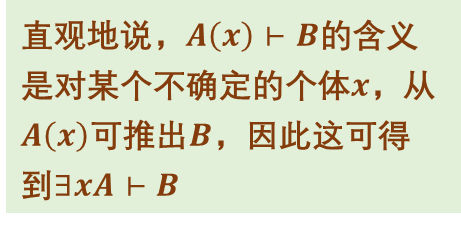 直观地说，A(x) ⊢ B的含义
是对某个不确定的个体x，从
A(x)可推出B，因此这可得
到∃xA ⊢ B